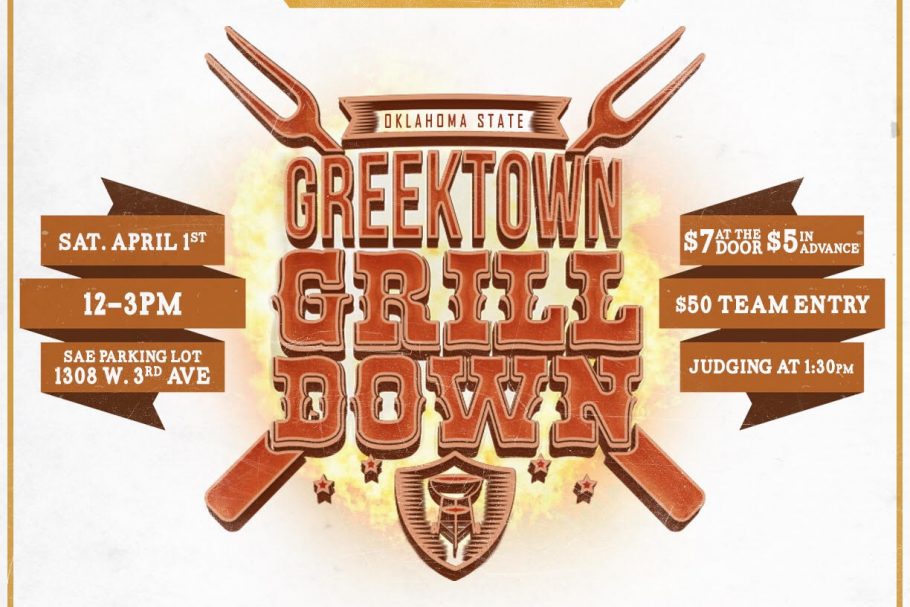 OKLAHOMA STATE
GREEKTOWN
GRILL
DOWN
SAT. APRIL 1ST
12-3PM
SAE PARKING LOT
1308 W. 3RD AVE
$7 AT THE DOOR $5 IN ADVANCE
$50 TEAM ENTRY
JUDGING AT 1:30PM